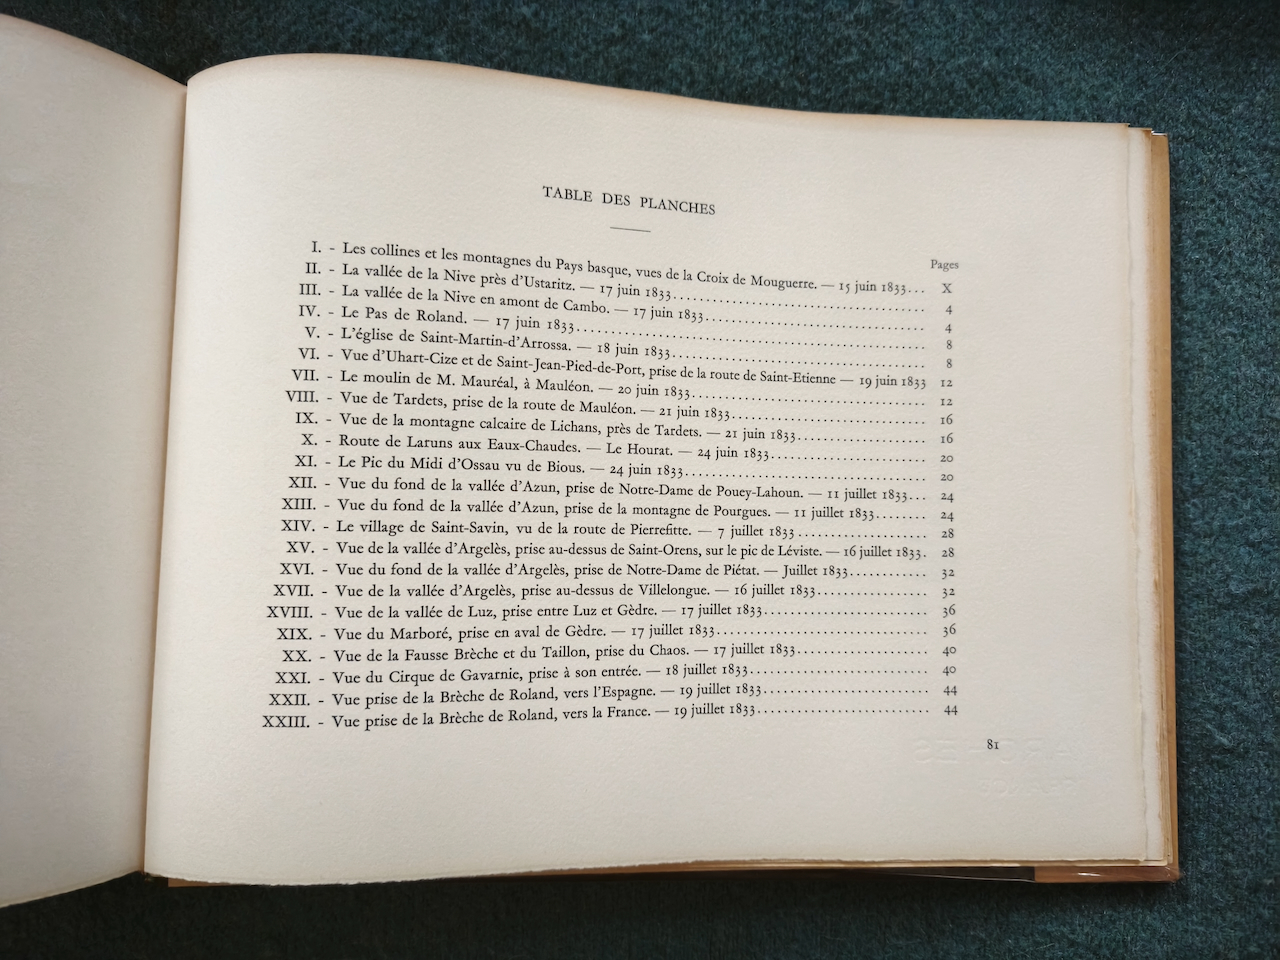 TABLE DES PLANCHES
Pages
I. - Les collines et les montagnes du Pays basque, vues de la Croix de Mouguerre. — 15 juin 1833... X
II. - La vallée de la Nive près d'Ustaritz. — 17 juin 1833........ 4
III. - La vallée de la Nive en amont de Cambo. — 17 juin 1833........ 4
IV. - Le Pas de Roland. — 17 juin 1833........ 8
V. - L'église de Saint-Martin-d'Arrossa. — 18 juin 1833........ 8
VI. - Vue d'Uhart-Cize et de Saint-Jean-Pied-de-Port, prise de la route de Saint-Etienne — 19 juin 1833 12
VII. - Le moulin de M. Mauréal, à Mauléon. — 20 juin 1833........ 12
VIII. - Vue de Tardets, prise de la route de Mauléon. — 21 juin 1833........ 16
IX. - Vue de la montagne calcaire de Lichans, près de Tardets. — 21 juin 1833........ 16
X. - Route de Laruns aux Eaux-Chaudes. — Le Hourat. — 24 juin 1833........ 20
XI. - Le Pic du Midi d'Ossau vu de Bious. — 24 juin 1833........ 20
XII. - Vue du fond de la vallée d'Azun, prise de Notre-Dame de Pouey-Lahoun. — 11 juillet 1833... 24
XIII. - Vue du fond de la vallée d'Azun, prise de la montagne de Pourgues. — 11 juillet 1833........ 24
XIV. - Le village de Saint-Savin, vu de la route de Pierrefitte. — 7 juillet 1833........ 28
XV. - Vue de la vallée d'Argelès, prise au-dessus de Saint-Orens, sur le pic de Léviste. — 16 juillet 1833. 28
XVI. - Vue du fond de la vallée d'Argelès, prise de Notre-Dame de Piétat. — Juillet 1833........ 32
XVII. - Vue de la vallée d'Argelès, prise au-dessus de Villelongue. — 16 juillet 1833........ 32
XVIII. - Vue de la vallée de Luz, prise entre Luz et Gèdre. — 17 juillet 1833........ 36
XIX. - Vue du Marboré, prise en aval de Gèdre. — 17 juillet 1833........ 36
XX. - Vue de la Fausse Brèche et du Taillon, prise du Chaos. — 17 juillet 1833........ 40
XXI. - Vue du Cirque de Gavarnie, prise à son entrée. — 18 juillet 1833........ 40
XXII. - Vue prise de la Brèche de Roland, vers l'Espagne. — 19 juillet 1833........ 44
XXIII. - Vue prise de la Brèche de Roland, vers la France. — 19 juillet 1833........ 44
81